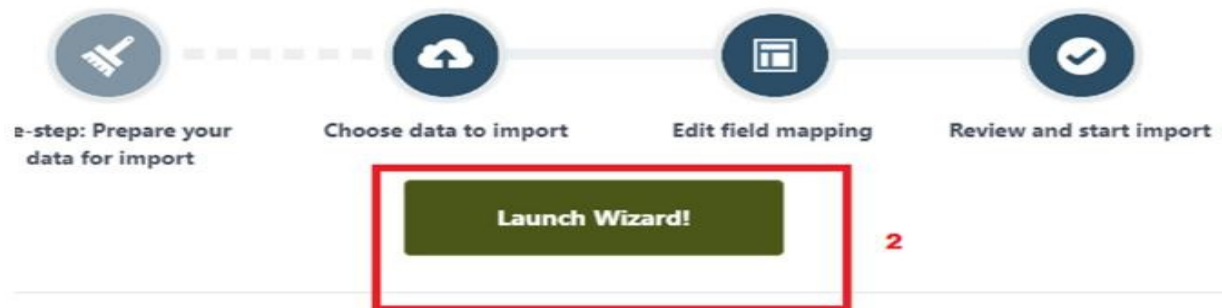 e-step: Prepare your
data for import
Choose data to import
Edit field mapping
Review and start import
Launch Wizard!
2